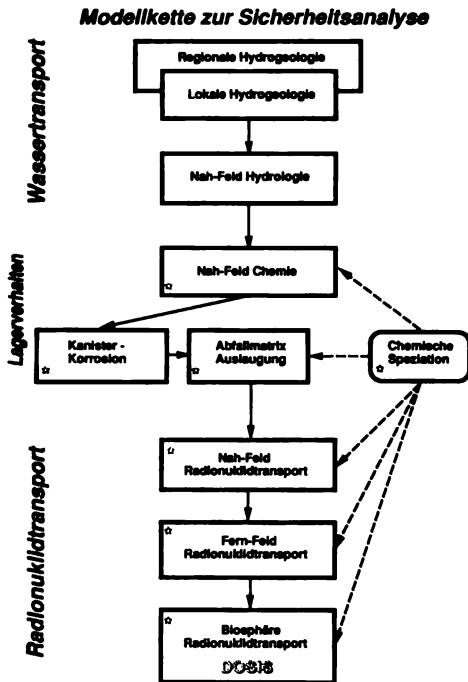 Modellkette zur Sicherheitsanalyse
Wassertransport
Regionale Hydrogeologie
Lokale Hydrogeologie
Nah-Feld Hydrologie
Lagerverhalten
Nah-Feld Chemie
Kanister -
Korrosion
Abfallmatrix
Auslaugung
Chemische
Speziation
Radionuklidtransport
Nah-Feld
Radionuklidtransport
Fern-Feld
Radionuklidtransport
Biosphäre
Radionuklidtransport
DOSIS